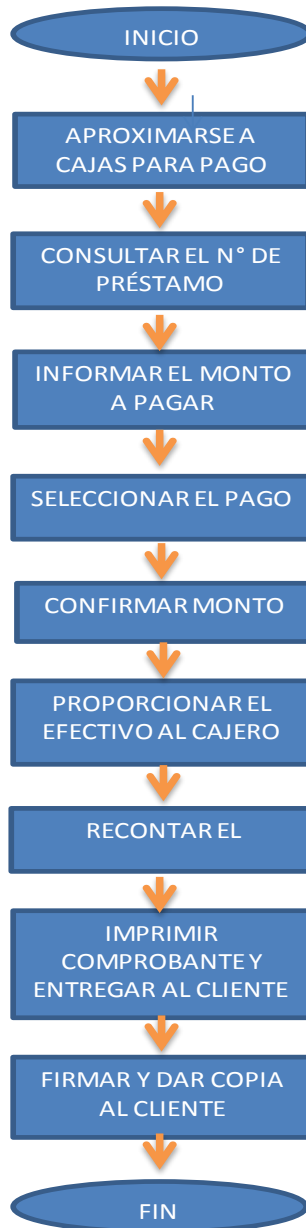 INICIO
APROXIMARSE A
CAJAS PARA PAGO
CONSULTAR EL N° DE
PRÉSTAMO
INFORMAR EL MONTO
A PAGAR
SELECCIONAR EL PAGO
CONFIRMAR MONTO
PROPORCIONAR EL
EFECTIVO AL CAJERO
RECONTAR EL
IMPRIMIR
COMPROBANTE Y
ENTREGAR AL CLIENTE
FIRMAR Y DAR COPIA
AL CLIENTE
FIN